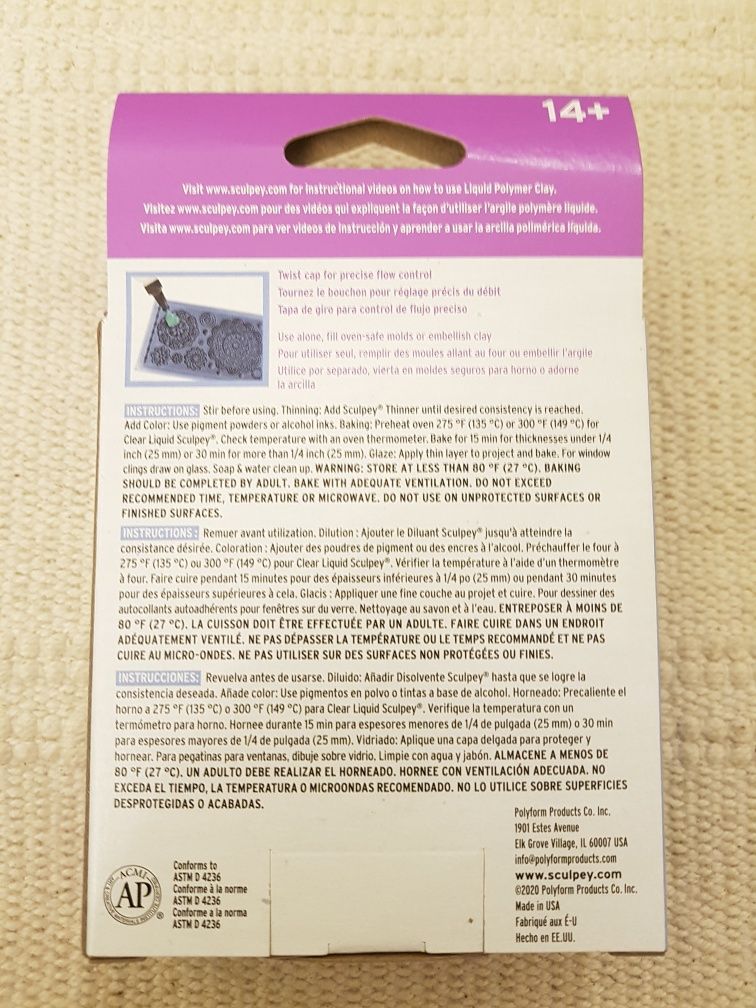 14+
Visit www.sculpey.com for instructional videos on how to use Liquid Polymer Clay.
Visitez www.sculpey.com pour des vidéos qui expliquent la façon d'utiliser l'argile polymère liquide.
Visita www.sculpey.com para ver videos de instrucción y aprender a usar la arcilla polimérica líquida.
Twist cap for precise flow control
Tournez le bouchon pour réglage précis du débit
Tapa de giro para control de flujo preciso
Use alone, fill oven-safe molds or embellish clay
Pour utiliser seul, remplir des moules allant au four ou embellir l'argile
Utilice por separado, vierta en moldes seguros para horno o adorne
la arcilla
INSTRUCTIONS: Stir before using. Thinning: Add Sculpey® Thinner until desired consistency is reached.
Add Color: Use pigment powders or alcohol inks. Baking: Preheat oven 275 °F (135 °C) or 300 °F (149 °C) for
Clear Liquid Sculpey®. Check temperature with an oven thermometer. Bake for 15 min for thicknesses under 1/4
inch (25 mm) or 30 min for more than 1/4 inch (25 mm). Glaze: Apply thin layer to project and bake. For window
clings draw on glass. Soap & water clean up. WARNING: STORE AT LESS THAN 80 °F (27 °C). BAKING
SHOULD BE COMPLETED BY ADULT. BAKE WITH ADEQUATE VENTILATION. DO NOT EXCEED
RECOMMENDED TIME, TEMPERATURE OR MICROWAVE. DO NOT USE ON UNPROTECTED SURFACES OR
FINISHED SURFACES.
INSTRUCTIONS: Remuer avant utilization. Dilution : Ajouter le Diluant Sculpey® jusqu'à atteindre la
consistance désirée. Coloration : Ajouter des poudres de pigment ou des encres à l'alcool. Préchauffer le four à
275 °F (135 °C) ou 300 °F (149 °C) pour Clear Liquid Sculpey®. Vérifier la température à l'aide d'un thermomètre
à four. Faire cuire pendant 15 minutes pour des épaisseurs inférieures à 1/4 po (25 mm) ou pendant 30 minutes
pour des épaisseurs supérieures à cela. Glacis : Appliquer une fine couche au projet et cuire. Pour dessiner des
autocollants autoadhérents pour fenêtres sur du verre. Nettoyage au savon et à l'eau. ENTREPOSER À MOINS DE
80 °F (27 °C). LA CUISSON DOIT ÊTRE EFFECTUÉE PAR UN ADULTE. FAIRE CUIRE DANS UN ENDROIT
ADÉQUATEMENT VENTILÉ. NE PAS DÉPASSER LA TEMPÉRATURE OU LE TEMPS RECOMMANDÉ ET NE PAS
CUIRE AU MICRO-ONDES. NE PAS UTILISER SUR DES SURFACES NON PROTÉGÉES OU FINIES.
INSTRUCCIONES: Revuelva antes de usarse. Diluido: Añadir Disolvente Sculpey® hasta que se logre la
consistencia deseada. Añade color: Use pigmentos en polvo o tintas a base de alcohol. Horneado: Precaliente el
horno a 275 °F (135 °C) o 300 °F (149 °C) para Clear Liquid Sculpey®. Verifique la temperatura con un
termómetro para horno. Hornee durante 15 min para espesores menores de 1/4 de pulgada (25 mm) o 30 min
para espesores mayores de 1/4 de pulgada (25 mm). Vidriado: Aplique una capa delgada para proteger y
hornear. Para pegatinas para ventanas, dibuje sobre vidrio. Limpie con agua y jabón. ALMACENE A MENOS DE
80 °F (27 °C). UN ADULTO DEBE REALIZAR EL HORNEADO. HORNEE CON VENTILACIÓN ADECUADA. NO
EXCEDA EL TIEMPO, LA TEMPERATURA O MICROONDAS RECOMENDADO. NO LO UTILICE SOBRE SUPERFICIES
DESPROTEGIDAS O ACABADAS.
Polyform Products Co. Inc.
1901 Estes Avenue
Elk Grove Village, IL 60007 USA
info@polyformproducts.com
www.sculpey.com
©2020 Polyform Products Co. Inc.
Made in USA
Fabriqué aux É-U
Hecho en EE.UU.
ACMI
AP®
Conforms to
ASTM D 4236
Conforme à la norme
ASTM D 4236
Conforme a la norma
ASTM D 4236